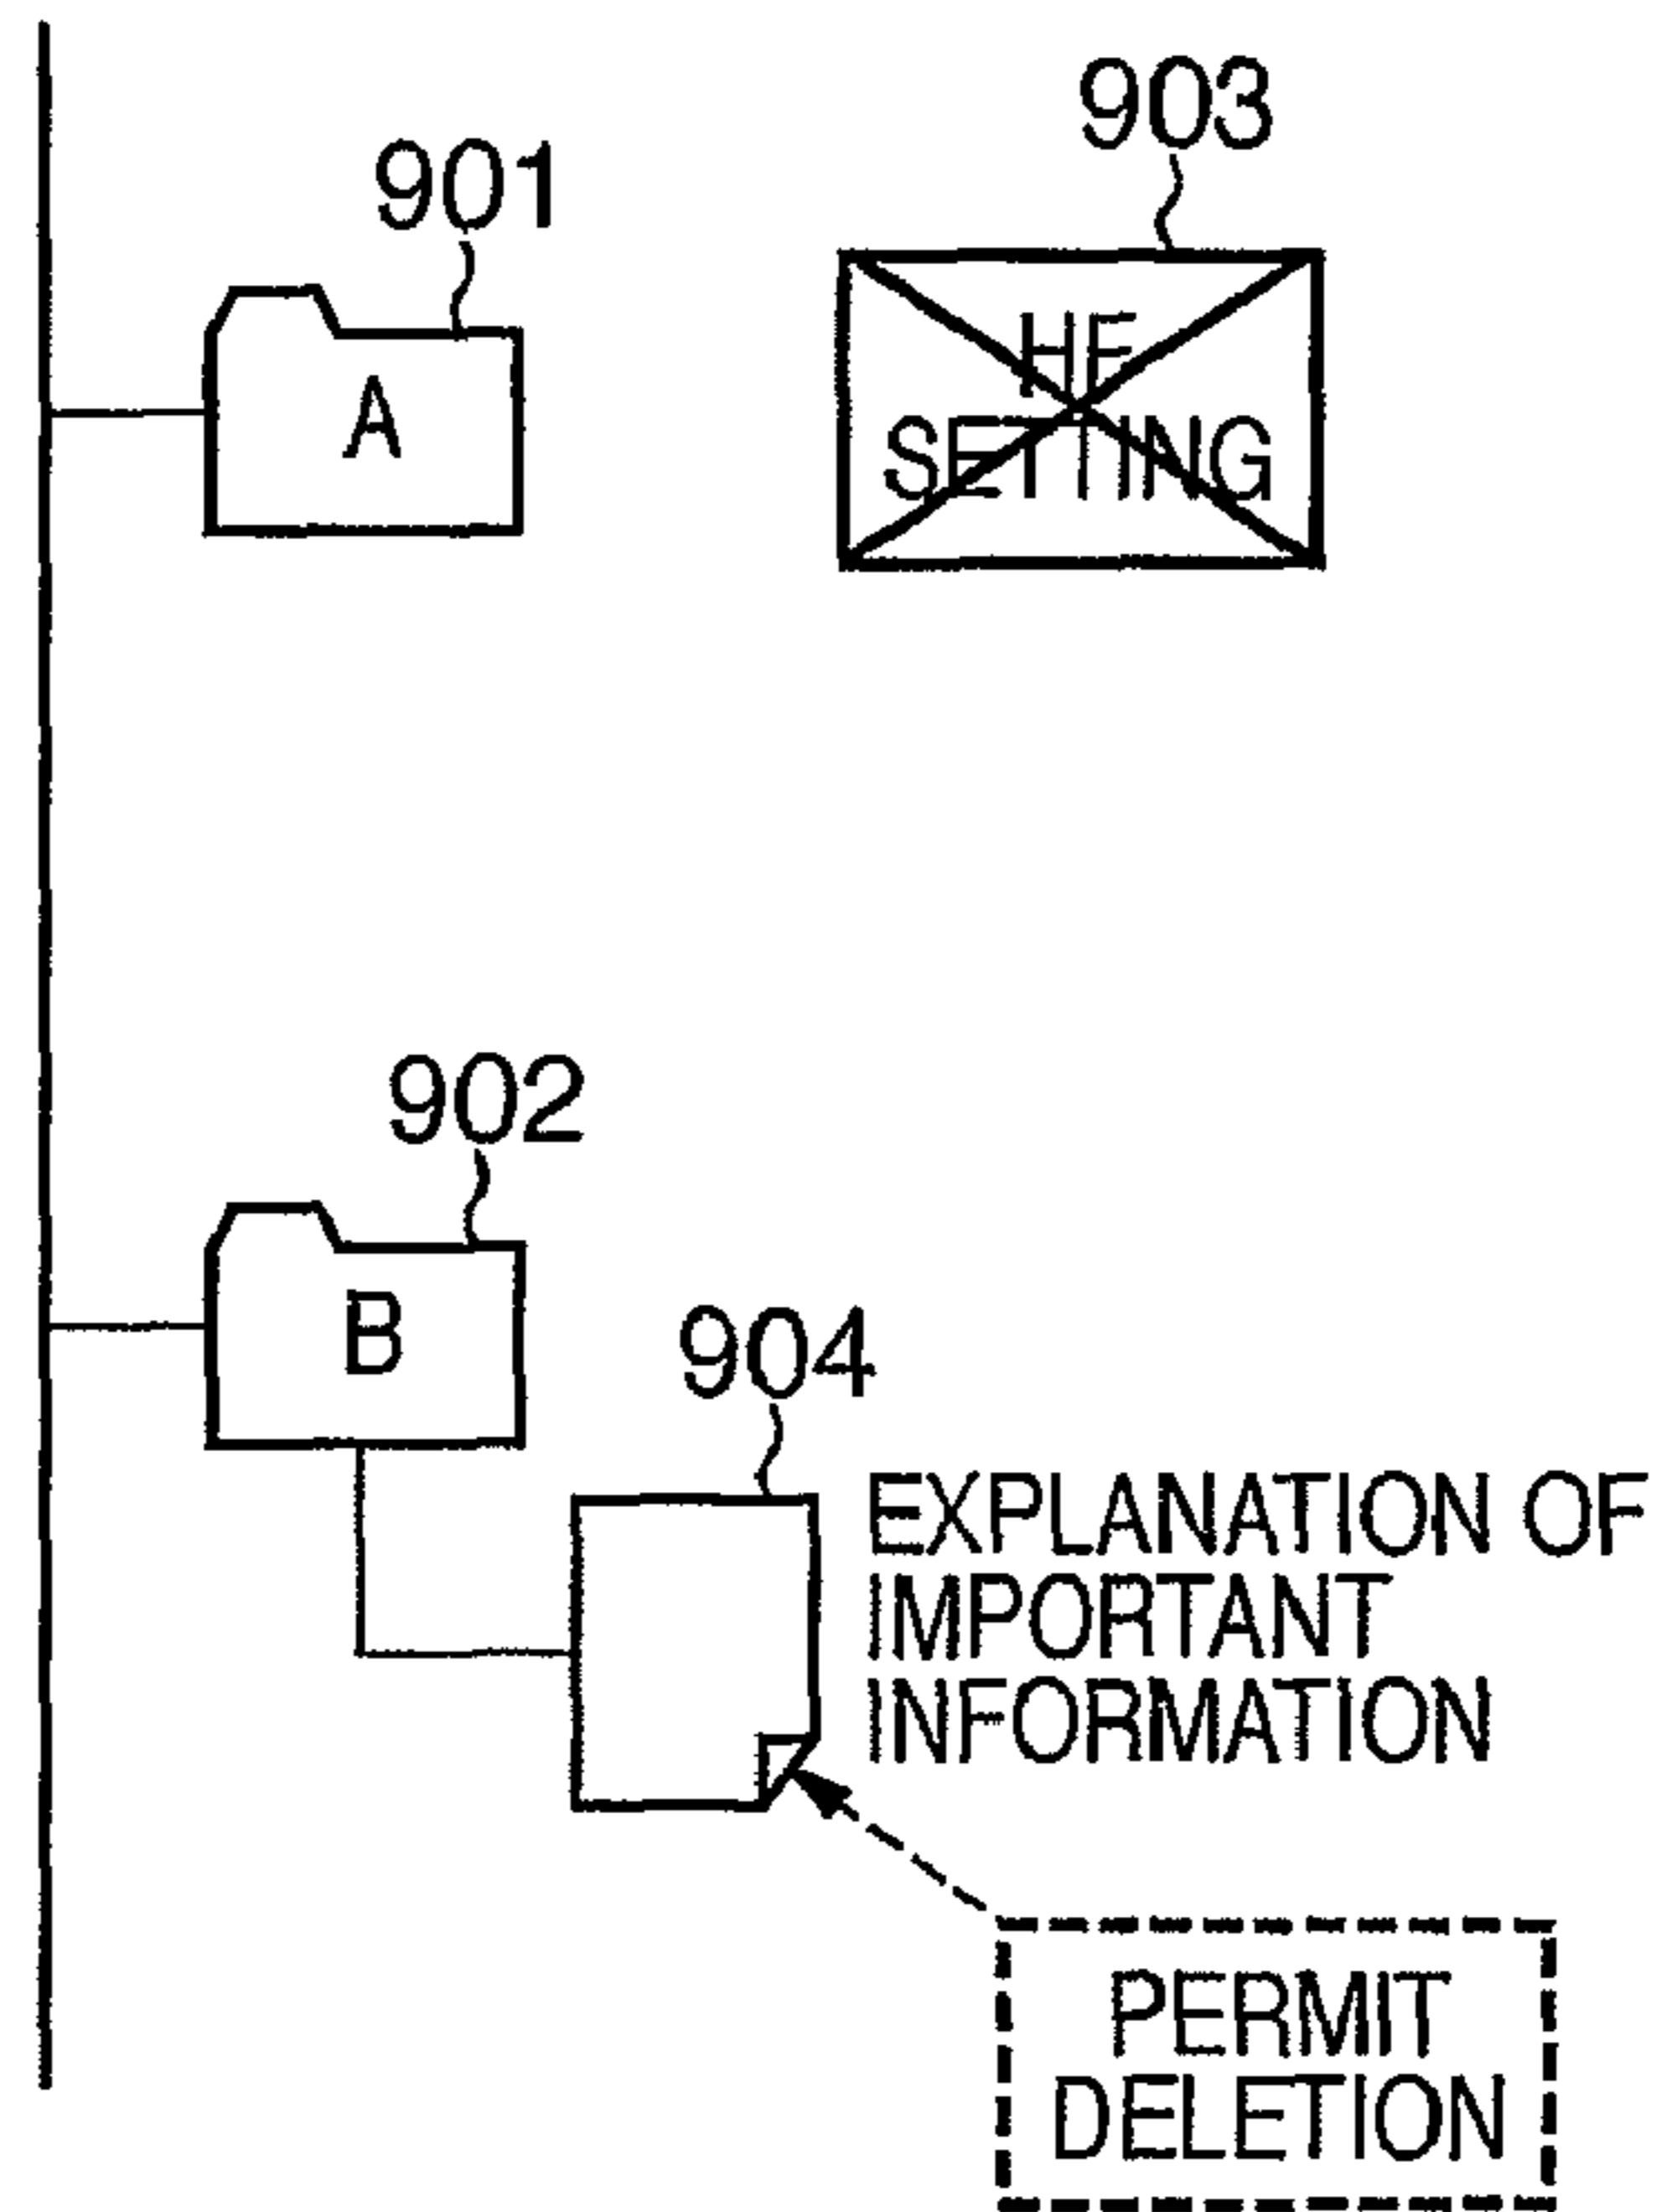 903
901
HF
SETTING
A
902
B
904
EXPLANATION OF
IMPORTANT
INFORMATION
PERMIT
DELETION